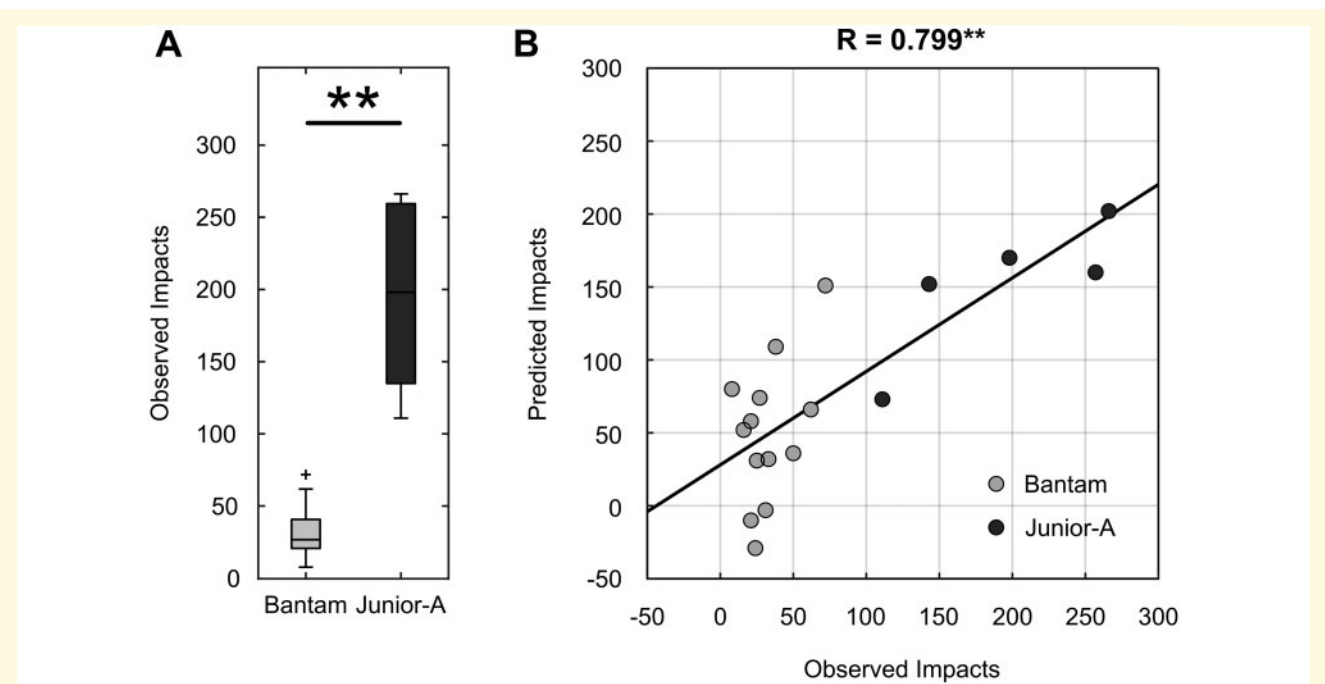 A
**
Observed Impacts
300
250
200
150
100
50
0
+
Bantam Junior-A
B
R = 0.799**
Predicted Impacts
300
250
200
150
100
50
0
-50
Bantam
Junior-A
-50 0 50 100 150 200 250 300
Observed Impacts